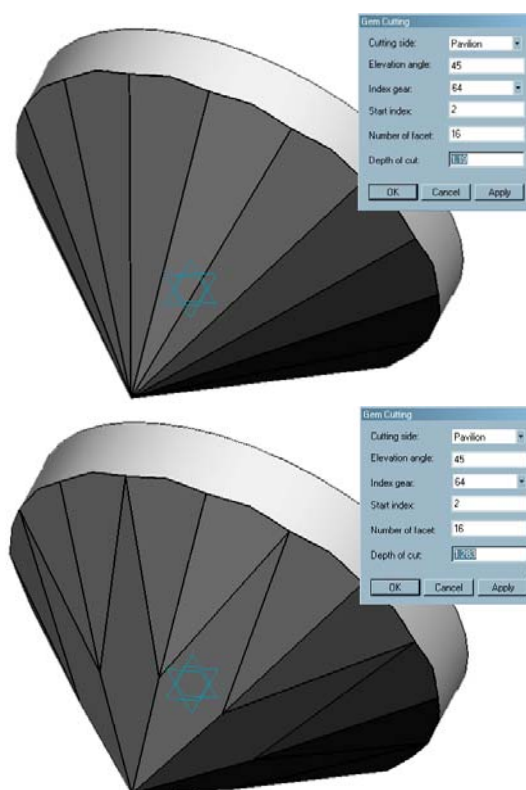 Gem Cutting
Cutting side: Pavilion
Elevation angle: 45
Index gear: 64
Start index: 2
Number of facet: 16
Depth of cut:
OK Cancel Apply
Gem Cutting
Cutting side: Pavilion
Elevation angle: 45
Index gear: 64
Start index: 2
Number of facet: 16
Depth of cut:
OK Cancel Apply